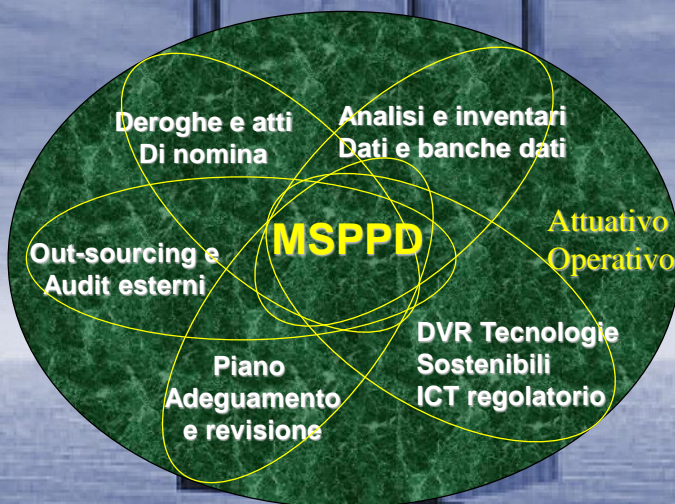 Deroghe e atti
Di nomina
Analisi e inventari
Dati e banche dati
Out-sourcing e
Audit esterni
MSPPD
Attuativo
Operativo
Piano
Adeguamento
e revisione
DVR Tecnologie
Sostenibili
ICT regolatorio